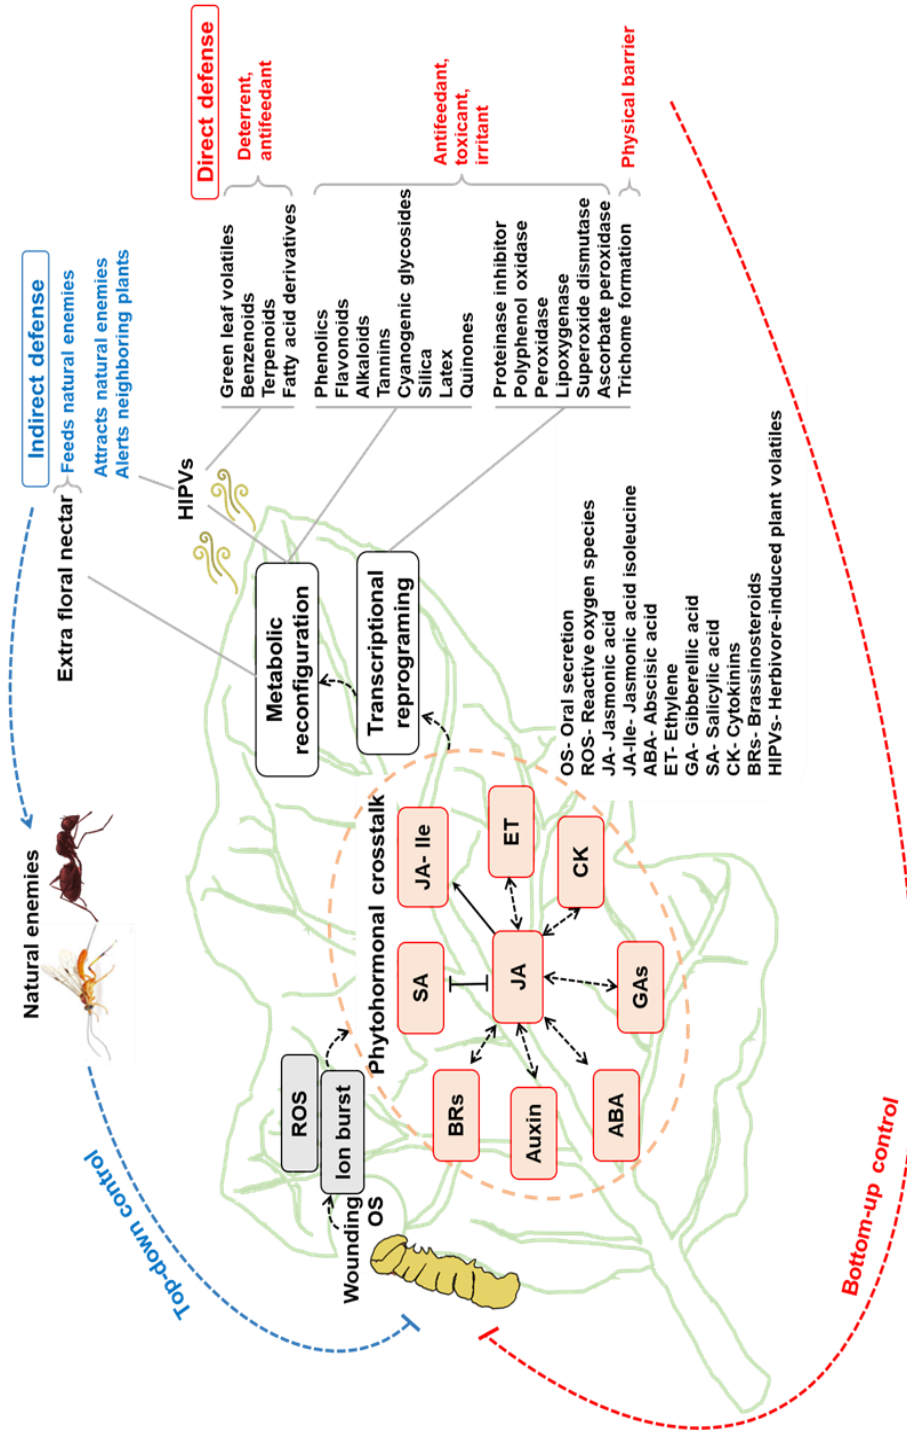 Natural enemies
Top-down control
Indirect defense
Extra floral nectar
Feeds natural enemies
Attracts natural enemies
Alerts neighboring plants
HIPVs
Direct defense
Green leaf volatiles
Benzenoids
Terpenoids
Fatty acid derivatives
Deterrent,
antifeedant
Phenolics
Flavonoids
Alkaloids
Tannins
Cyanogenic glycosides
Silica
Latex
Quinones
Antifeedant,
toxicant,
irritant
Proteinase inhibitor
Polyphenol oxidase
Peroxidase
Lipoxygenase
Superoxide dismutase
Ascorbate peroxidase
Trichome formation
Physical barrier
Metabolic
reconfiguration
Transcriptional
reprograming
ROS
Ion burst
Wounding
OS
Phytohormonal crosstalk
SA
JA- Ile
BRs
ET
JA
Auxin
CK
ABA
GAs
OS- Oral secretion
ROS- Reactive oxygen species
JA- Jasmonic acid
JA-Ile- Jasmonic acid isoleucine
ABA- Abscisic acid
ET- Ethylene
GA- Gibberellic acid
SA- Salicylic acid
CK- Cytokinins
BRs- Brassinosteroids
HIPVs- Herbivore-induced plant volatiles
Bottom-up control